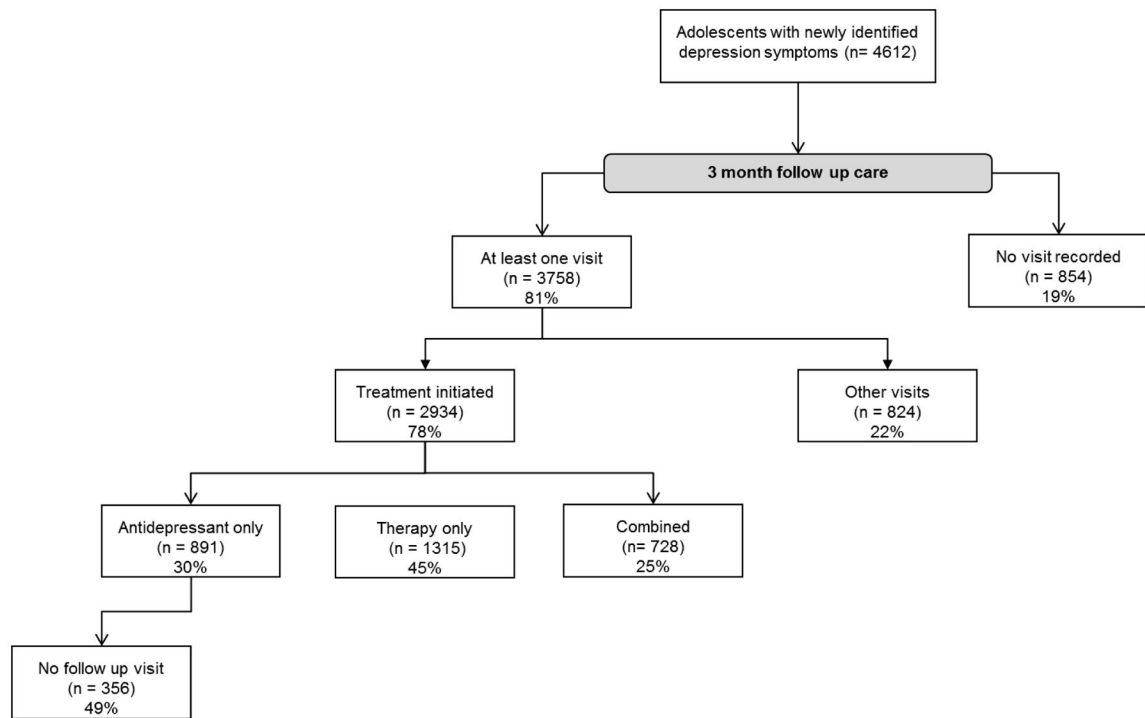 Adolescents with newly identified
depression symptoms (n= 4612)
3 month follow up care
At least one visit
(n = 3758)
81%
No visit recorded
(n = 854)
19%
Treatment initiated
(n = 2934)
78%
Other visits
(n = 824)
22%
Antidepressant only
(n = 891)
30%
Therapy only
(n = 1315)
45%
Combined
(n= 728)
25%
No follow up visit
(n = 356)
49%